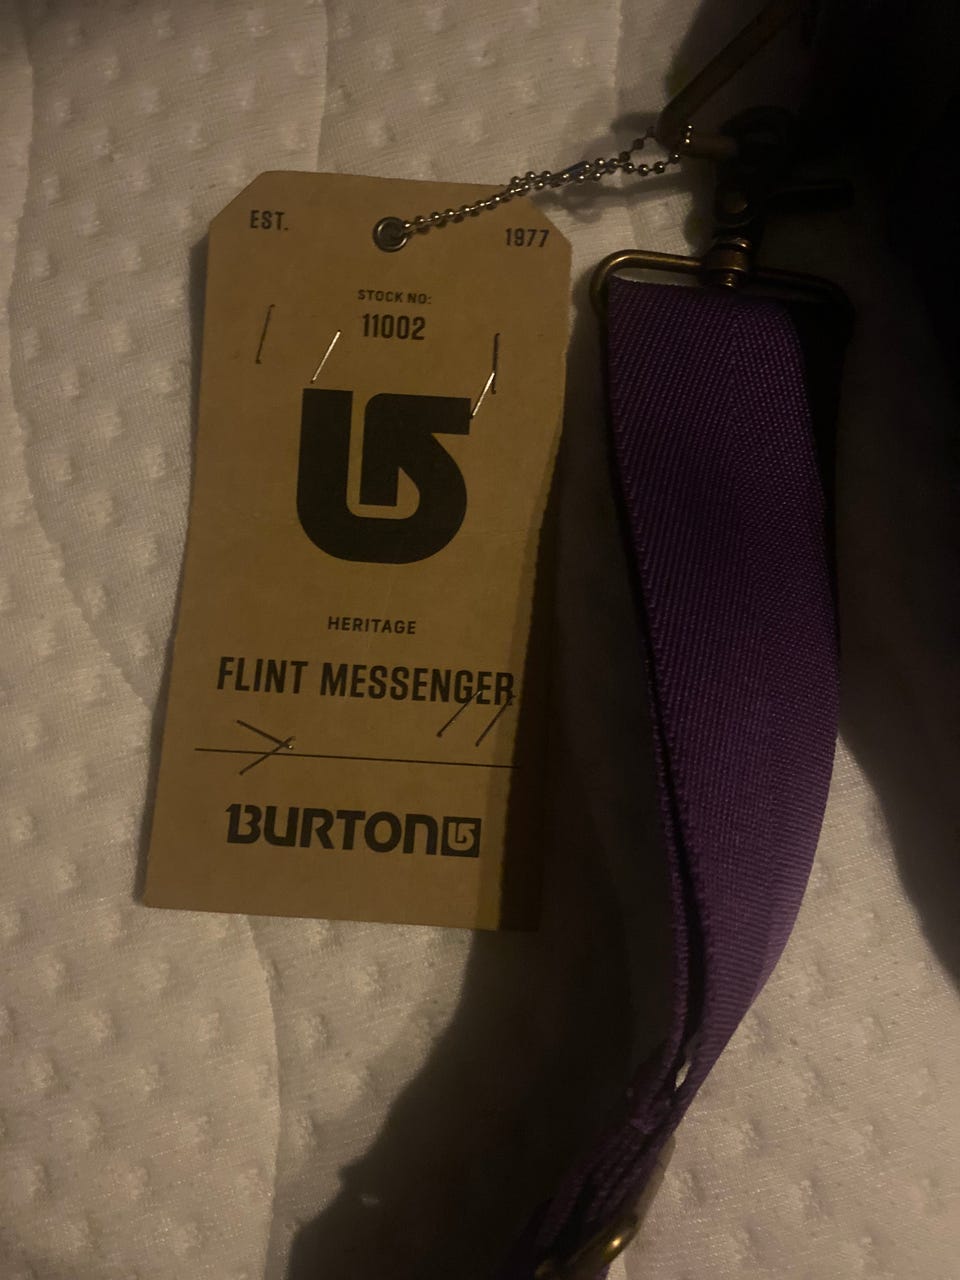 EST.
1977
STOCK NO:
11002
HERITAGE
FLINT MESSENGER
BURTON